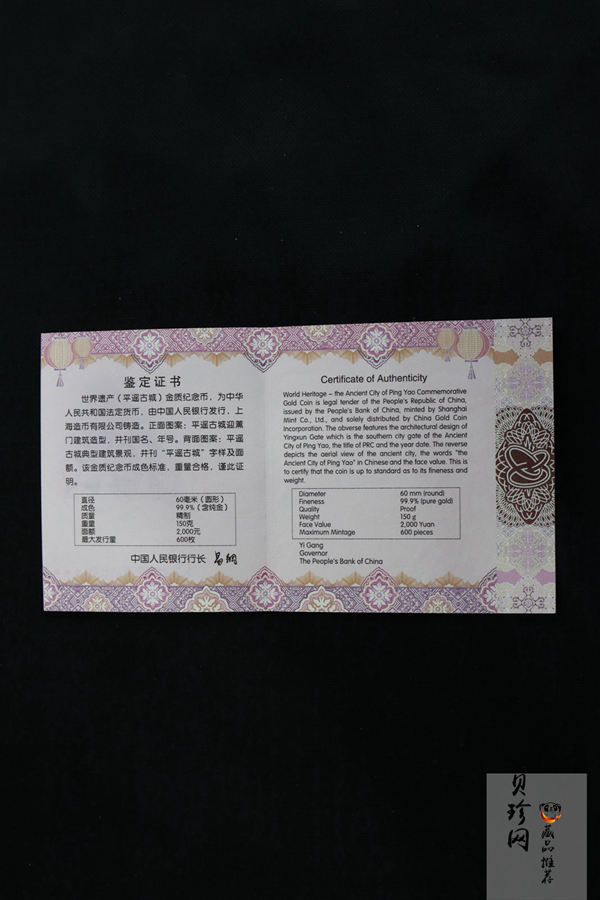 鉴定证书
世界遗产（平遥古城）金质纪念币，为中华
人民共和国法定货币，由中国人民银行发行，上
海造币有限公司铸造。正面图案：平遥城迎薰
门建筑造型，并刊国名、年号。背面图案：平遥
古城典型建筑景观，并刊“平遥古城”字样及面
额。该金质纪念币成色标准，重量合格，谨此证
明。
直径 60毫米（圆形）
成色 99.9%（含纯金）
质量 精制
重量 150克
面额 2,000元
最大发行量 600枚
中国人民银行行长 易纲
Certificate of Authenticity
World Heritage – the Ancient City of Ping Yao Commemorative
Gold Coin is legal tender of the People's Republic of China,
issued by the People's Bank of China, minted by Shanghai
Mint Co., Ltd., and solely distributed by China Gold Coin
Incorporation. The obverse features the architectural design of
Yingxun Gate which is the southern city gate of the Ancient
City of Ping Yao, the title of PRC and the year date. The reverse
depicts the aerial view of the ancient city, the words "the
Ancient City of Ping Yao" in Chinese and the face value. This is
to certify that the coin is up to standard as to its fineness and
weight.
Diameter 60 mm (round)
Fineness 99.9% (pure gold)
Quality Proof
Weight 150 g
Face Value 2,000 Yuan
Maximum Mintage 600 pieces
Yi Gang
Governor
The People's Bank of China
贝珍网
藏品推荐